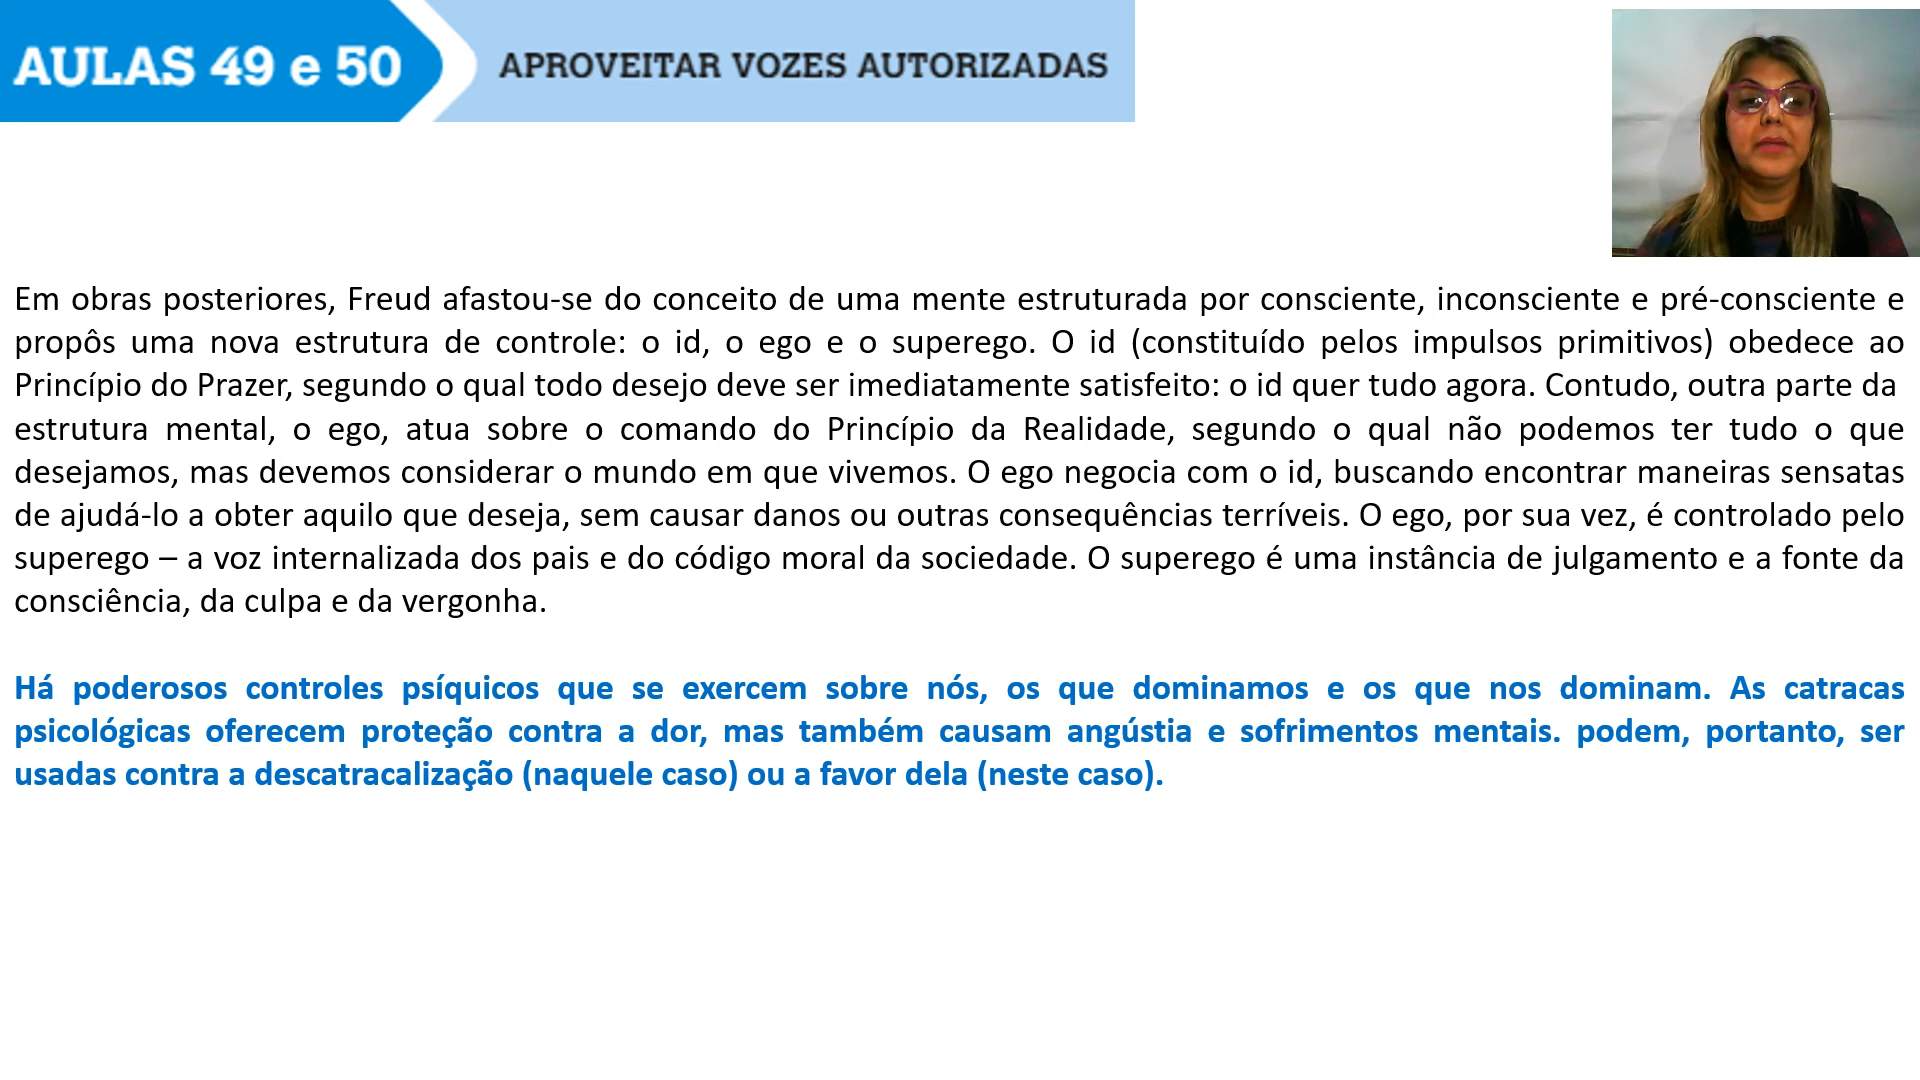 AULAS 49 e 50
APROVEITAR VOZES AUTORIZADAS
Em obras posteriores, Freud afastou-se do conceito de uma mente estruturada por consciente, inconsciente e pré-consciente e
propôs uma nova estrutura de controle: o id, o ego e o superego. O id (constituído pelos impulsos primitivos) obedece ao
Princípio do Prazer, segundo o qual todo desejo deve ser imediatamente satisfeito: o id quer tudo agora. Contudo, outra parte da
estrutura mental, o ego, atua sobre o comando do Princípio da Realidade, segundo o qual não podemos ter tudo o que
desejamos, mas devemos considerar o mundo em que vivemos. O ego negocia com o id, buscando encontrar maneiras sensatas
de ajudá-lo a obter aquilo que deseja, sem causar danos ou outras consequências terríveis. O ego, por sua vez, é controlado pelo
superego – a voz internalizada dos pais e do código moral da sociedade. O superego é uma instância de julgamento e a fonte da
consciência, da culpa e da vergonha.
Há poderosos controles psíquicos que se exercem sobre nós, os que dominamos e os que nos dominam. As catracas
psicológicas oferecem proteção contra a dor, mas também causam angústia e sofrimentos mentais. podem, portanto, ser
usadas contra a descatracalização (naquele caso) ou a favor dela (neste caso).